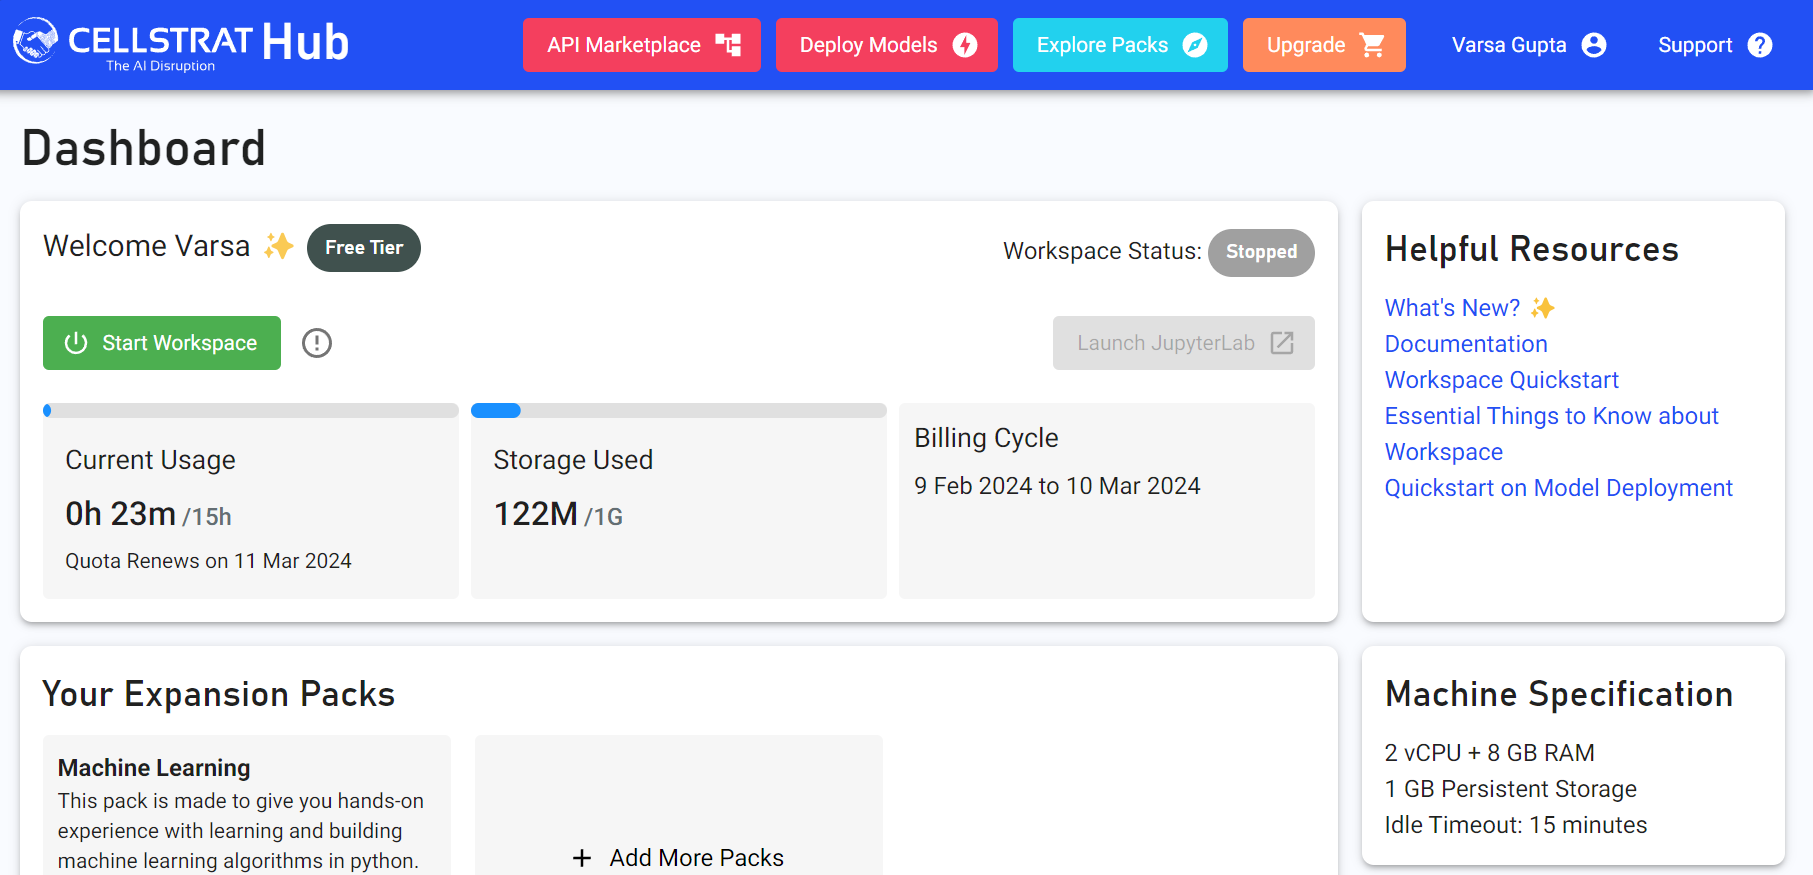 CELLSTRAT Hub
The AI Disruption
API Marketplace
Deploy Models
Explore Packs
Upgrade
Varsa Gupta
Support
Dashboard
Welcome Varsa
Free Tier
Workspace Status: Stopped
Start Workspace
Launch JupyterLab
Current Usage
0h 23m /15h
Quota Renews on 11 Mar 2024
Storage Used
122M /1G
Billing Cycle
9 Feb 2024 to 10 Mar 2024
Helpful Resources
What's New?
Documentation
Workspace Quickstart
Essential Things to Know about
Workspace
Quickstart on Model Deployment
Your Expansion Packs
Machine Learning
This pack is made to give you hands-on
experience with learning and building
machine learning algorithms in python.
+ Add More Packs
Machine Specification
2 vCPU + 8 GB RAM
1 GB Persistent Storage
Idle Timeout: 15 minutes